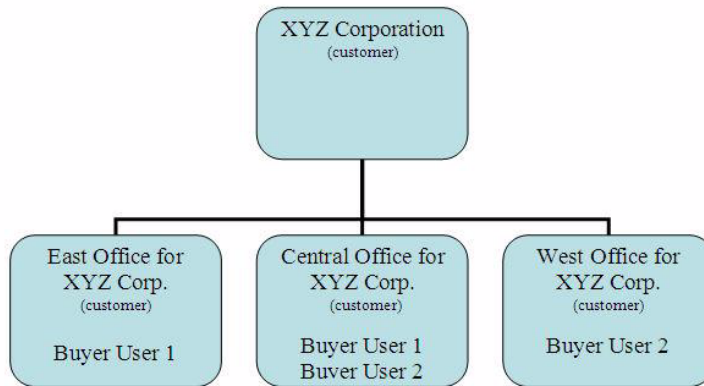 XYZ Corporation
(customer)
East Office for
XYZ Corp.
(customer)
Buyer User 1
Central Office for
XYZ Corp.
(customer)
Buyer User 1
Buyer User 2
West Office for
XYZ Corp.
(customer)
Buyer User 2